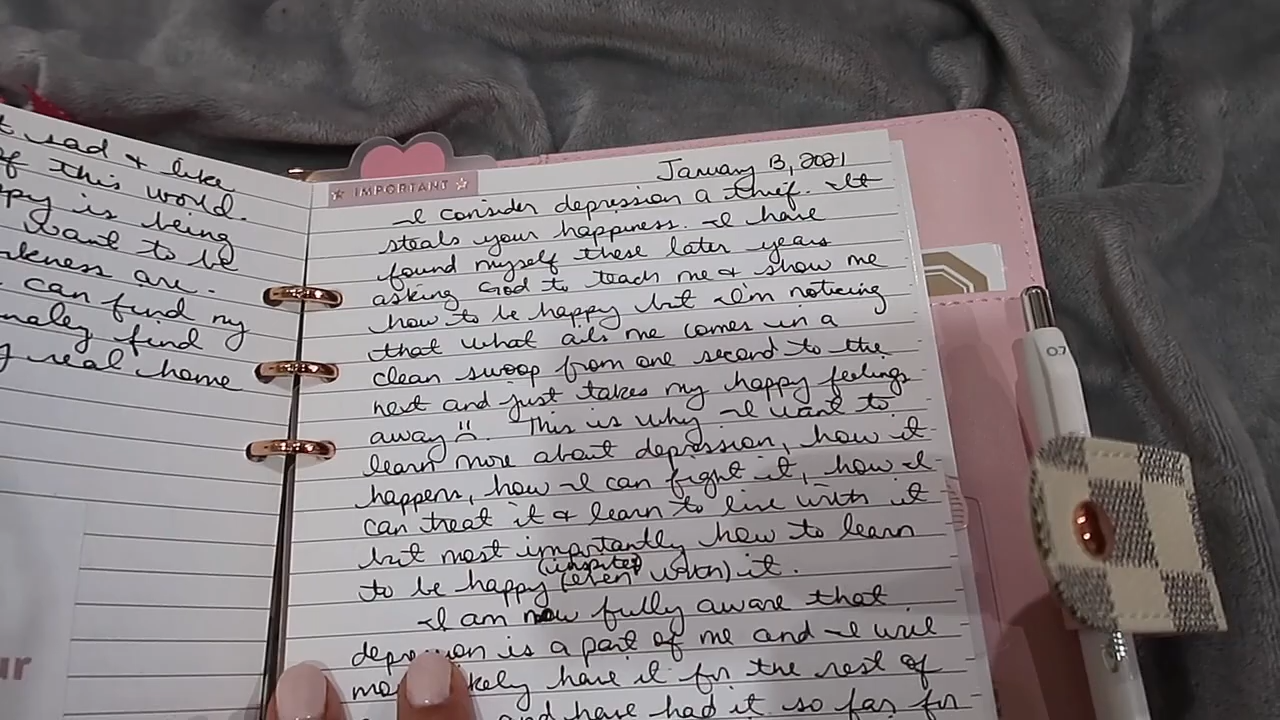 sad & like
of this world.
is being
want to be
are.
can find my
find
real home
IMPORTANT
January 13, 2021
I consider depression a thief. It
steals your happiness. I have
found myself these later years
asking God to teach me & show me
how to be happy but I'm noticing
that what ails me comes in a
clean swoop from one second to the
next and just takes my happy feelings
away :(. This is why I want to
learn more about depression, how it
happens, how I can fight it, how I
can treat it & learn to live with it
but most importantly how to learn
(inspite)
to be happy (even with) it.
I am now fully aware that
depression is a part of me and I will
have it for the rest of
and have had it so far for
0.7
ur